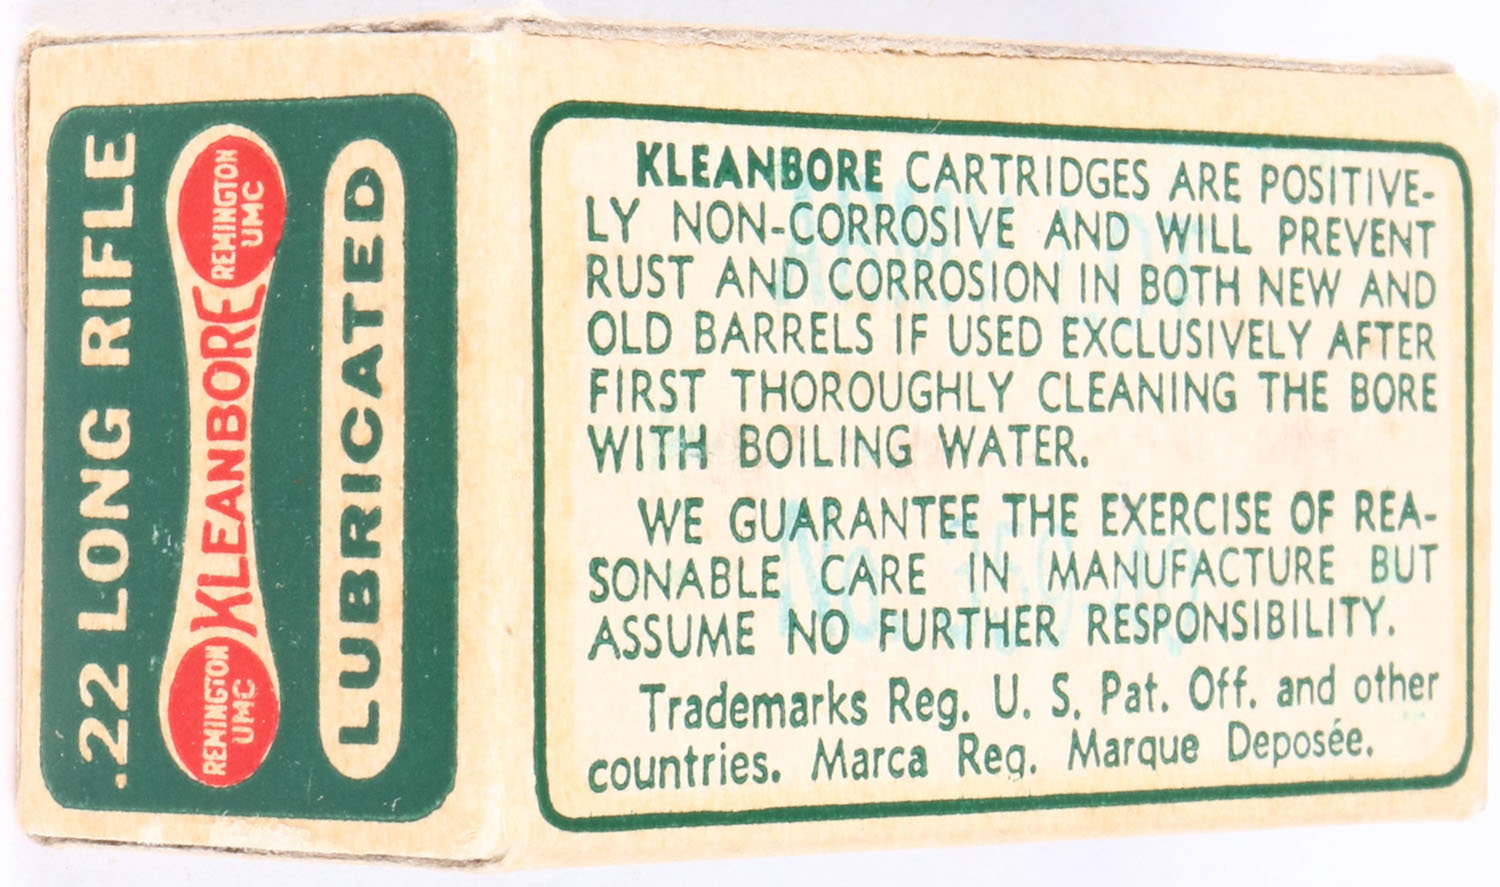 .22 LONG RIFLE
REMINGTON
UMC
KLEANBORE
REMINGTON
UMC
LUBRICATED
KLEANBORE CARTRIDGES ARE POSITIVE-
LY NON-CORROSIVE AND WILL PREVENT
RUST AND CORROSION IN BOTH NEW AND
OLD BARRELS IF USED EXCLUSIVELY AFTER
FIRST THOROUGHLY CLEANING THE BORE
WITH BOILING WATER.
WE GUARANTEE THE EXERCISE OF REA-
SONABLE CARE IN MANUFACTURE BUT
ASSUME NO FURTHER RESPONSIBILITY.
Trademarks Reg. U. S. Pat. Off. and other
countries. Marca Reg. Marque Deposée.